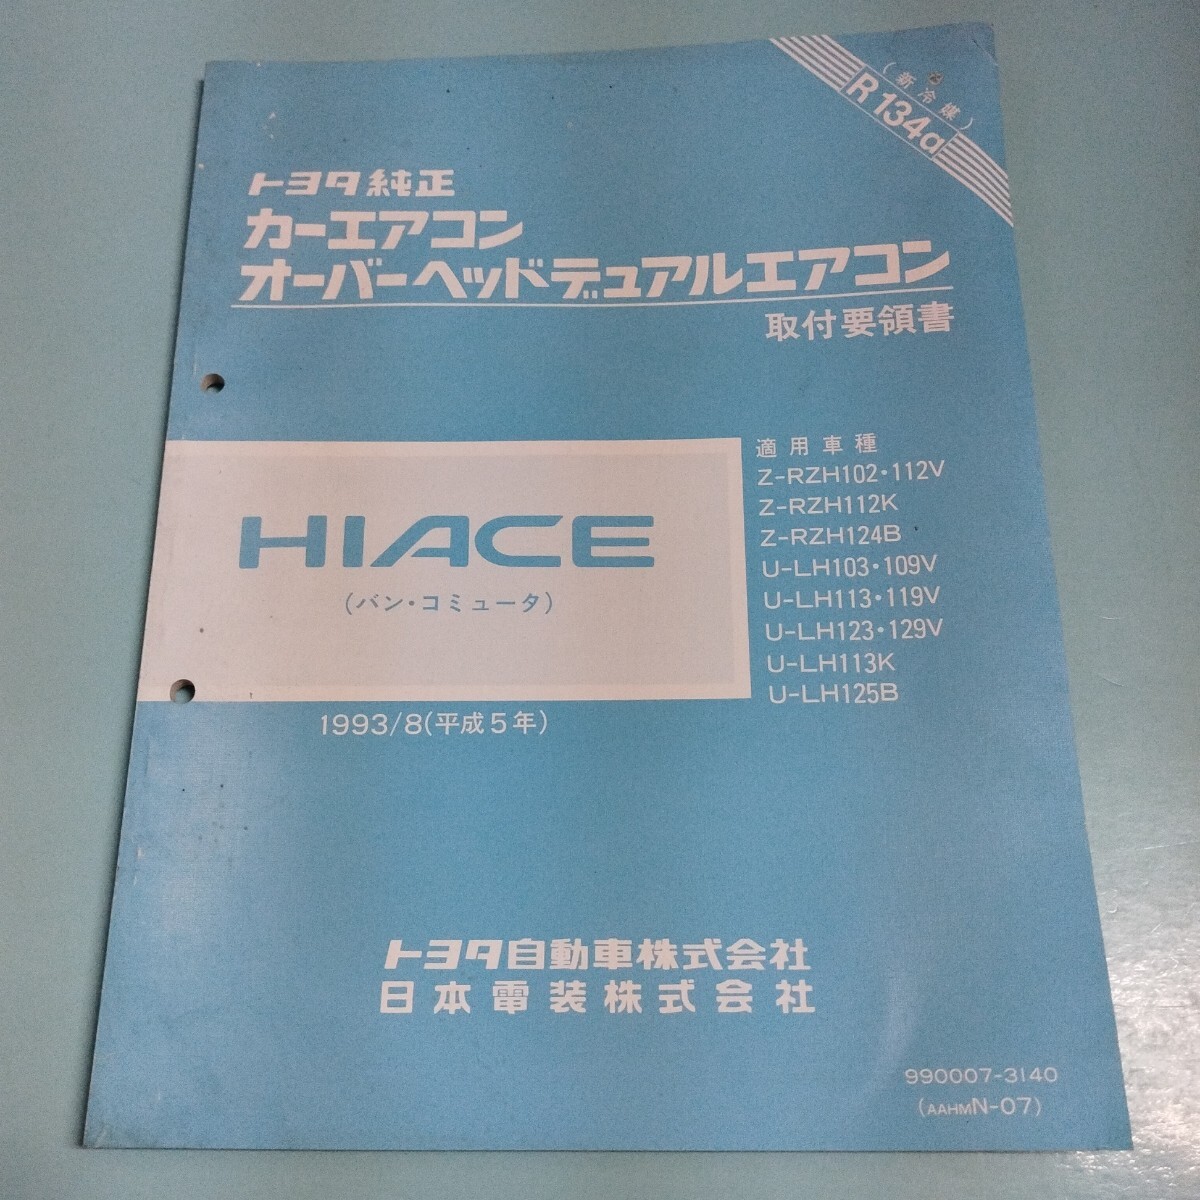 (新冷媒)
R134a
トヨタ純正
カーエアコン
オーバーヘッドデュアルエアコン
取付要領書
適用車種
Z-RZH102・112V
Z-RZH112K
Z-RZH124B
U-LH103・109V
U-LH113・119V
U-LH123・129V
U-LH113K
U-LH125B
HIACE
(バン・コミュータ)
1993/8(平成5年)
トヨタ自動車株式会社
日本電装株式会社
990007-3140
(AAHMN-07)